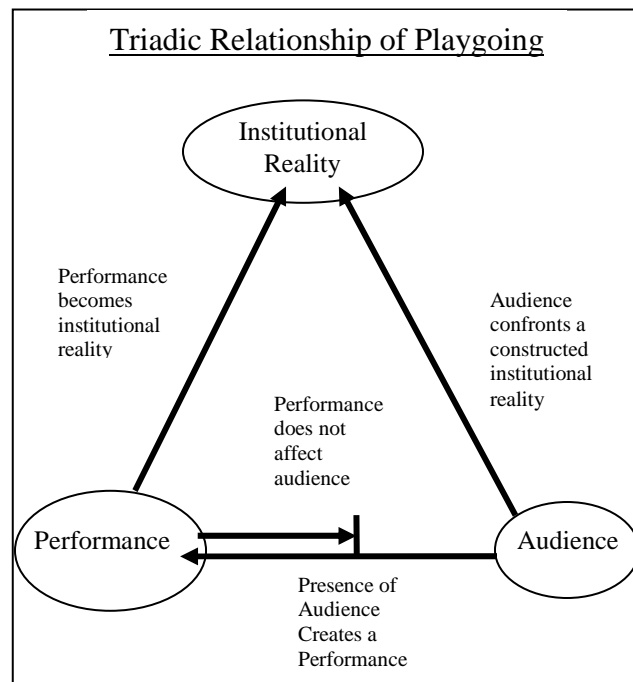 Triadic Relationship of Playgoing
Institutional
Reality
Performance
becomes
institutional
reality
Audience
confronts a
constructed
institutional
reality
Performance
does not
affect
audience
Performance
Audience
Presence of
Audience
Creates a
Performance